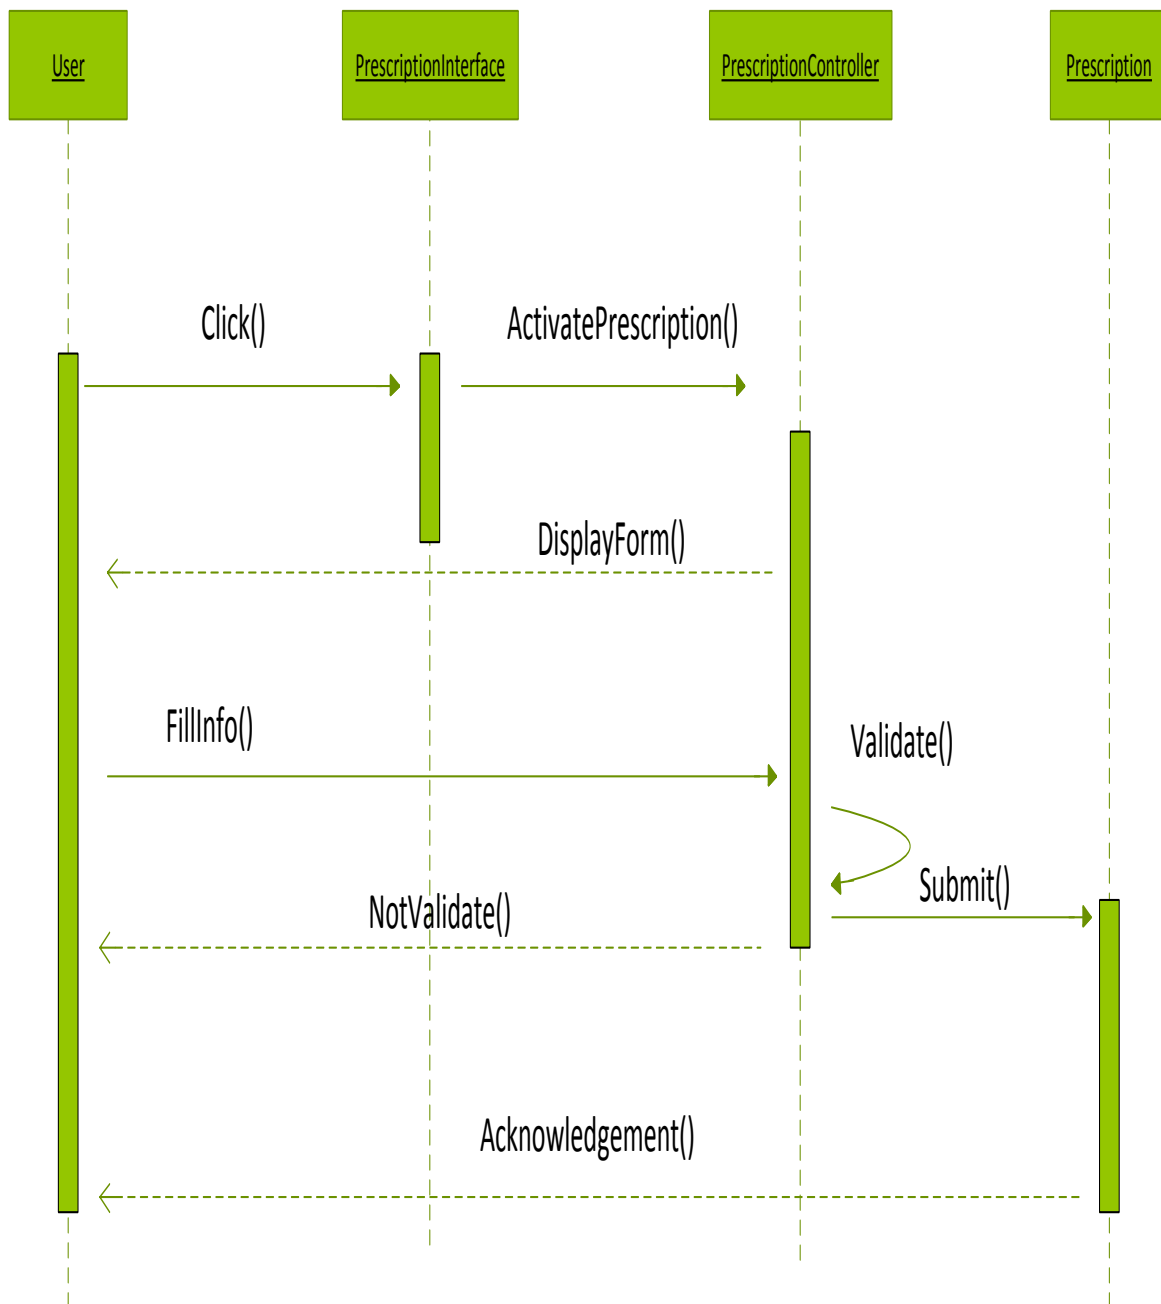 User
PrescriptionInterface
PrescriptionController
Prescription
Click()
ActivatePrescription()
DisplayForm()
FillInfo()
Validate()
Submit()
NotValidate()
Acknowledgement()